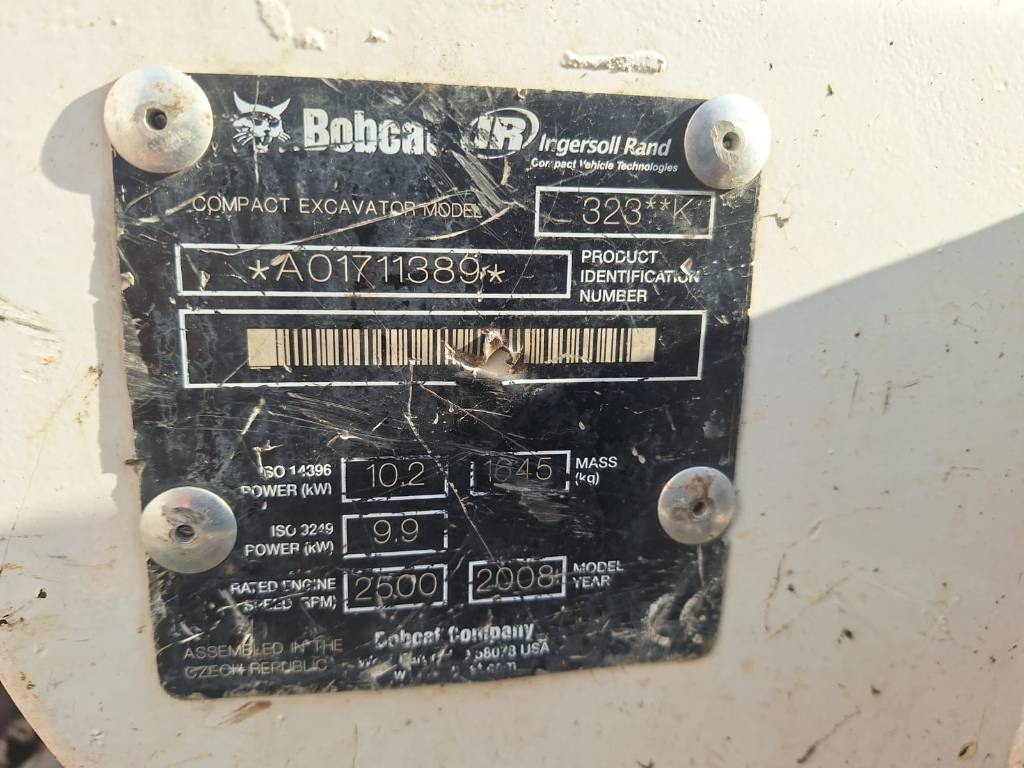 Bobcat IR Ingersoll Rand
Compact Vehicle Technologies
COMPACT EXCAVATOR MODEL 323**K
*A01711389* PRODUCT
IDENTIFICATION
NUMBER
ISO 14396
POWER (kW) 10.2 1645 MASS
(kg)
ISO 3249
POWER (kW) 9.9
RATED ENGINE
SPEED (RPM) 2500 2008 MODEL
YEAR
Bobcat Company
58078 USA
ASSEMBLED IN THE
CZECH REPUBLIC